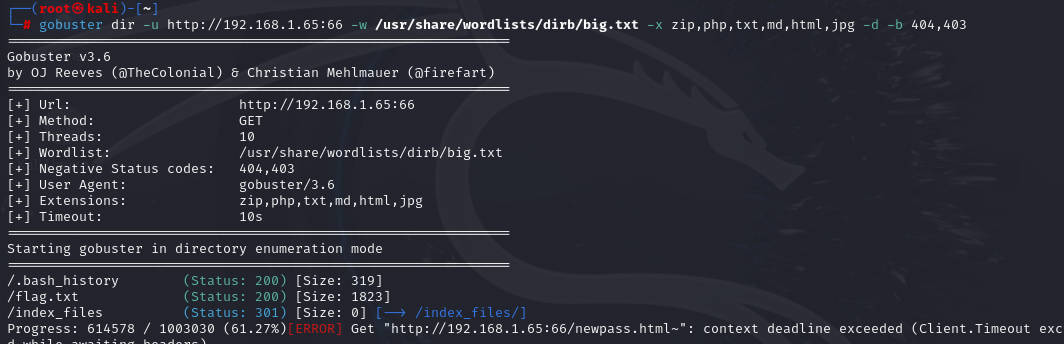 ┌──(root㉿kali)-[~]
└─# gobuster dir -u http://192.168.1.65:66 -w /usr/share/wordlists/dirb/big.txt -x zip,php,txt,md,html,jpg -d -b 404,403
===============================================================
Gobuster v3.6
by OJ Reeves (@TheColonial) & Christian Mehlmauer (@firefart)
===============================================================
[+] Url:                     http://192.168.1.65:66
[+] Method:                  GET
[+] Threads:                 10
[+] Wordlist:                /usr/share/wordlists/dirb/big.txt
[+] Negative Status codes:   404,403
[+] User Agent:              gobuster/3.6
[+] Extensions:              zip,php,txt,md,html,jpg
[+] Timeout:                 10s
===============================================================
Starting gobuster in directory enumeration mode
===============================================================
/.bash_history        (Status: 200) [Size: 319]
/flag.txt             (Status: 200) [Size: 1823]
/index_files          (Status: 301) [Size: 0] [--> /index_files/]
Progress: 614578 / 1003030 (61.27%)[ERROR] Get "http://192.168.1.65:66/newpass.html~": context deadline exceeded (Client.Timeout exc
d while awaiting headers)